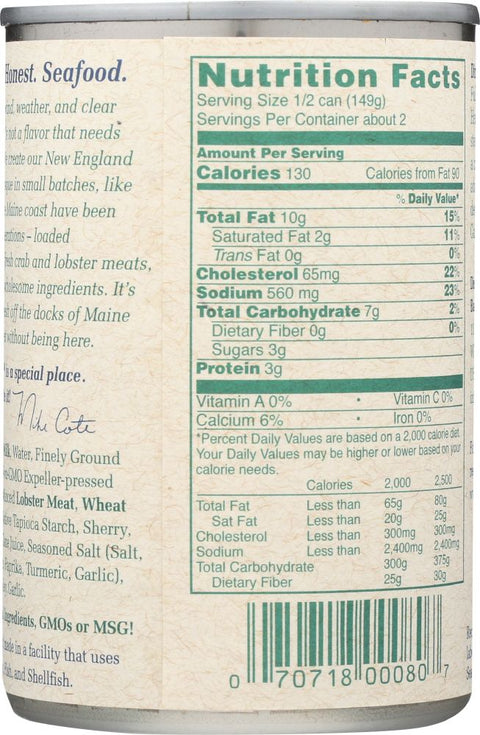 Honest. Seafood.
weather, and clear
not a flavor that needs
create our New England
in small batches, like
Maine coast have been
– loaded
crab and lobster meats,
wholesome ingredients. It's
off the docks of Maine
without being here.
is a special place.
Cote
Milk, Water, Finely Ground
Expeller-pressed
Lobster Meat, Wheat
Tapioca Starch, Sherry,
Juice, Seasoned Salt (Salt,
Paprika, Turmeric, Garlic),
Garlic.
ingredients, GMOs or MSG!
made in a facility that uses
and Shellfish.
Nutrition Facts
Serving Size 1/2 can (149g)
Servings Per Container about 2
Amount Per Serving
Calories 130 Calories from Fat 90
% Daily Value*
Total Fat 10g 15%
Saturated Fat 2g 11%
Trans Fat 0g 0%
Cholesterol 65mg 22%
Sodium 560 mg 23%
Total Carbohydrate 7g 2%
Dietary Fiber 0g 0%
Sugars 3g
Protein 3g
Vitamin A 0% • Vitamin C 0%
Calcium 6% • Iron 0%
*Percent Daily Values are based on a 2,000 calorie diet.
Your Daily Values may be higher or lower based on your
calorie needs.
Calories 2,000 2,500
Total Fat Less than 65g 80g
Sat Fat Less than 20g 25g
Cholesterol Less than 300mg 300mg
Sodium Less than 2,400mg 2,400mg
Total Carbohydrate 300g 375g
Dietary Fiber 25g 30g
0 70718 00080 7